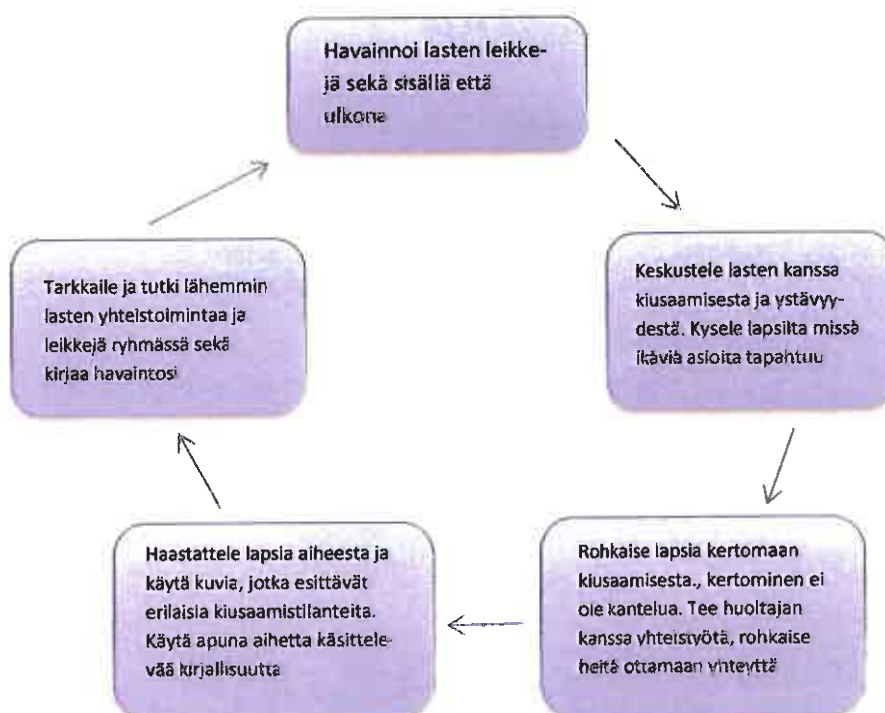 Havainnoi lasten leikke-
jä sekä sisällä että
ulkona
Keskustele lasten kanssa
kiusaamisesta ja ystävyy-
destä. Kysele lapsilta missä
ikäviä asioita tapahtuu
Rohkaise lapsia kertomaan
kiusaamisesta., kertominen ei
ole kantelua. Tee huoltajan
kanssa yhteistyötä, rohkaise
heitä ottamaan yhteyttä
Haastattele lapsia aiheesta ja
käytä kuvia, jotka esittävät
erilaisia kiusaamistilanteita.
Käytä apuna aihetta käsittele-
vää kirjallisuutta
Tarkkaile ja tutki lähemmin
lasten yhteistoimintaa ja
leikkejä ryhmässä sekä
kirjaa havaintosi